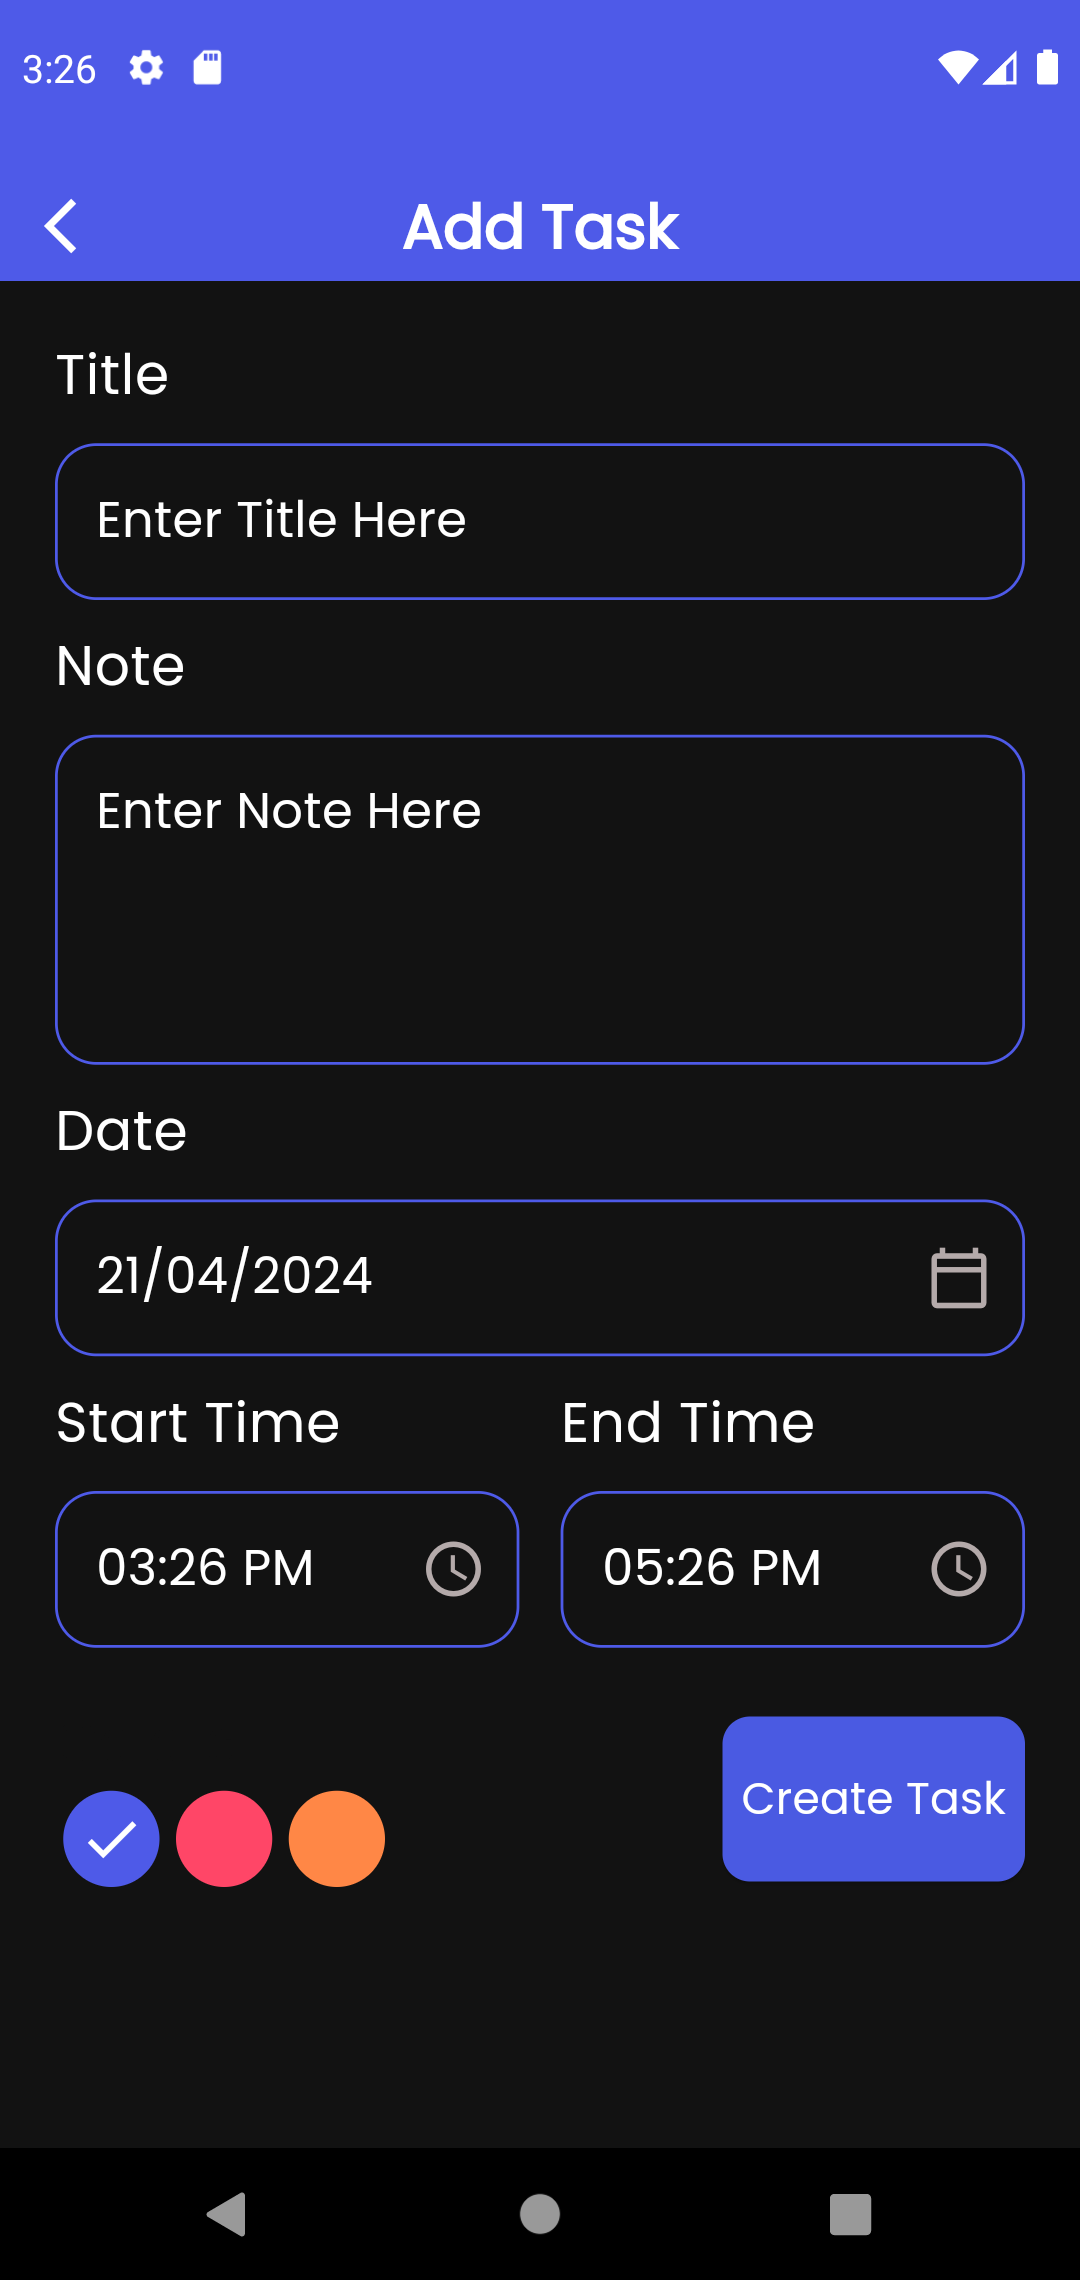 3:26
Add Task
Title
Enter Title Here
Note
Enter Note Here
Date
21/04/2024
Start Time End Time
03:26 PM 05:26 PM
Create Task